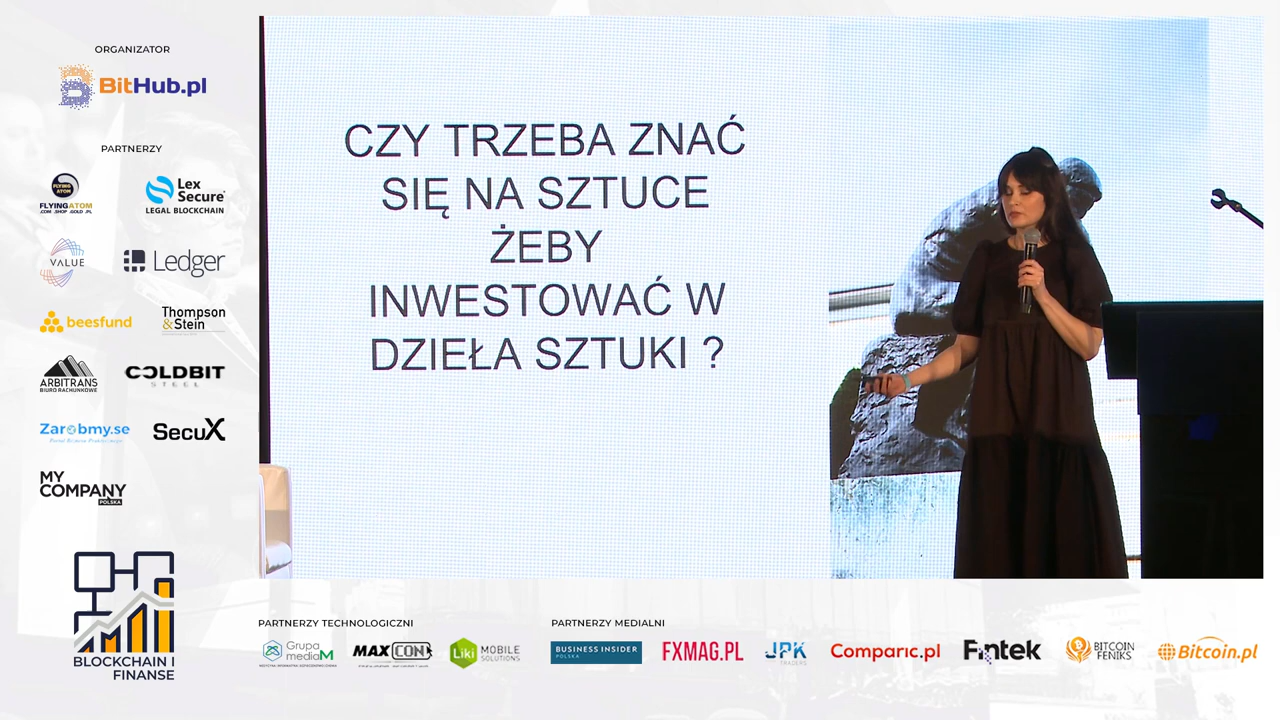 ORGANIZATOR
BitHub.pl
PARTNERZY
FLYING
ATOM
FLYINGATOM
.COM .SHOP .GOLD .PL
Lex
Secure
LEGAL BLOCKCHAIN
VALUE
Ledger
beesfund
Thompson
&Stein
ARBITRANS
BIURO RACHUNKOWE
COLDBIT
STEEL
Zarobmy.se
SecuX
MY
COMPANY
POLSKA
BLOCKCHAIN I
FINANSE
CZY TRZEBA ZNAĆ
SIĘ NA SZTUCE
ŻEBY
INWESTOWAĆ W
DZIEŁA SZTUKI ?
PARTNERZY TECHNOLOGICZNI
Grupa
mediaM
MAXCON
Liki MOBILE
SOLUTIONS
PARTNERZY MEDIALNI
BUSINESS INSIDER
POLSKA
FXMAG.PL
JPK
TRADERS
Comparic.pl
Fintek
BITCOIN
FENIKS
Bitcoin.pl